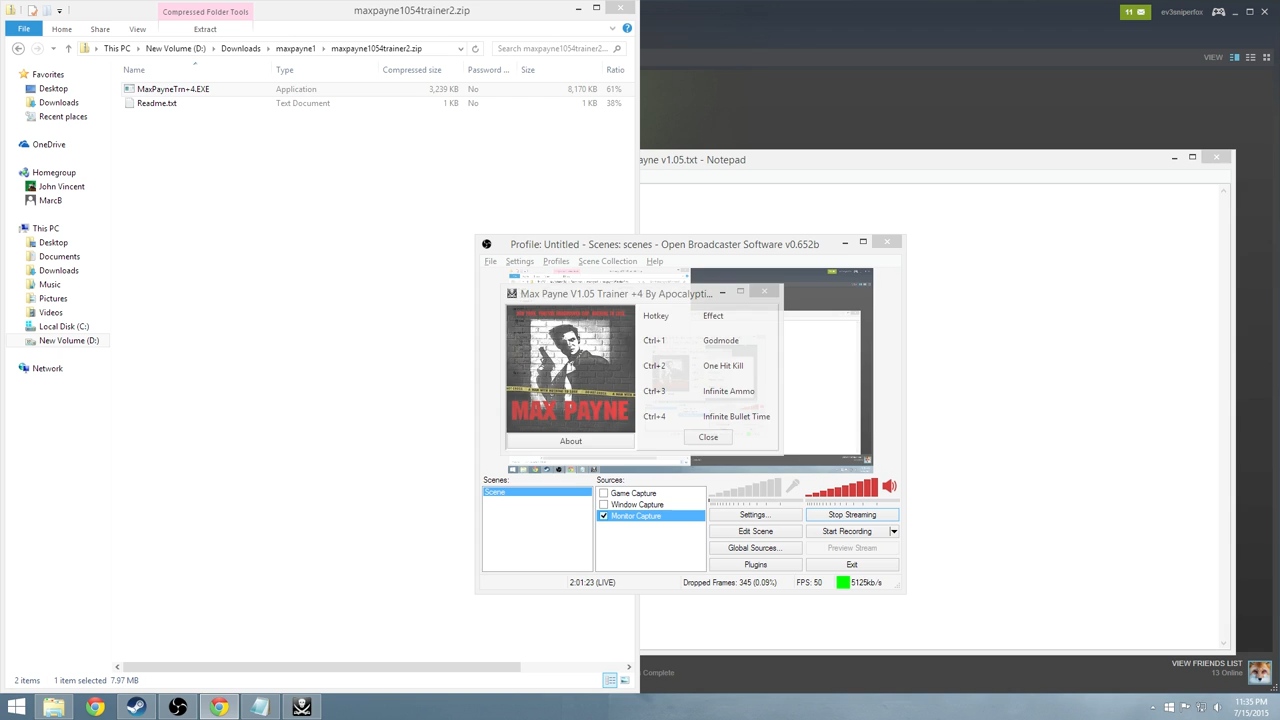 Compressed Folder Tools
maxpayne1054trainer2.zip
File
Home
Share
View
Extract
This PC
New Volume (D:)
Downloads
maxpayne1
maxpayne1054trainer2.zip
Search maxpayne1054trainer2...
Name
Type
Compressed size
Password ...
Size
Ratio
MaxPayneTrn+4.EXE
Application
3,239 KB
No
8,170 KB
61%
Readme.txt
Text Document
1 KB
No
1 KB
38%
Favorites
Desktop
Downloads
Recent places
OneDrive
Homegroup
John Vincent
MarcB
This PC
Desktop
Documents
Downloads
Music
Pictures
Videos
Local Disk (C:)
New Volume (D:)
Network
2 items
1 item selected 7.97 MB
11
ev3sniperfox
VIEW
ayne v1.05.txt - Notepad
Profile: Untitled - Scenes: scenes - Open Broadcaster Software v0.652b
File
Settings
Profiles
Scene Collection
Help
Max Payne V1.05 Trainer +4 By Apocalypti...
Hotkey
Effect
Ctrl+1
Godmode
Ctrl+2
One Hit Kill
Ctrl+3
Infinite Ammo
Ctrl+4
Infinite Bullet Time
MAX PAYNE
About
Close
Scenes:
Scene
Sources:
Game Capture
Window Capture
Monitor Capture
Settings...
Stop Streaming
Edit Scene
Start Recording
Global Sources...
Preview Stream
Plugins
Exit
2:01:23 (LIVE)
Dropped Frames: 345 (0.09%)
FPS: 50
5125kb/s
Complete
VIEW FRIENDS LIST
13 Online
11:35 PM
7/15/2015